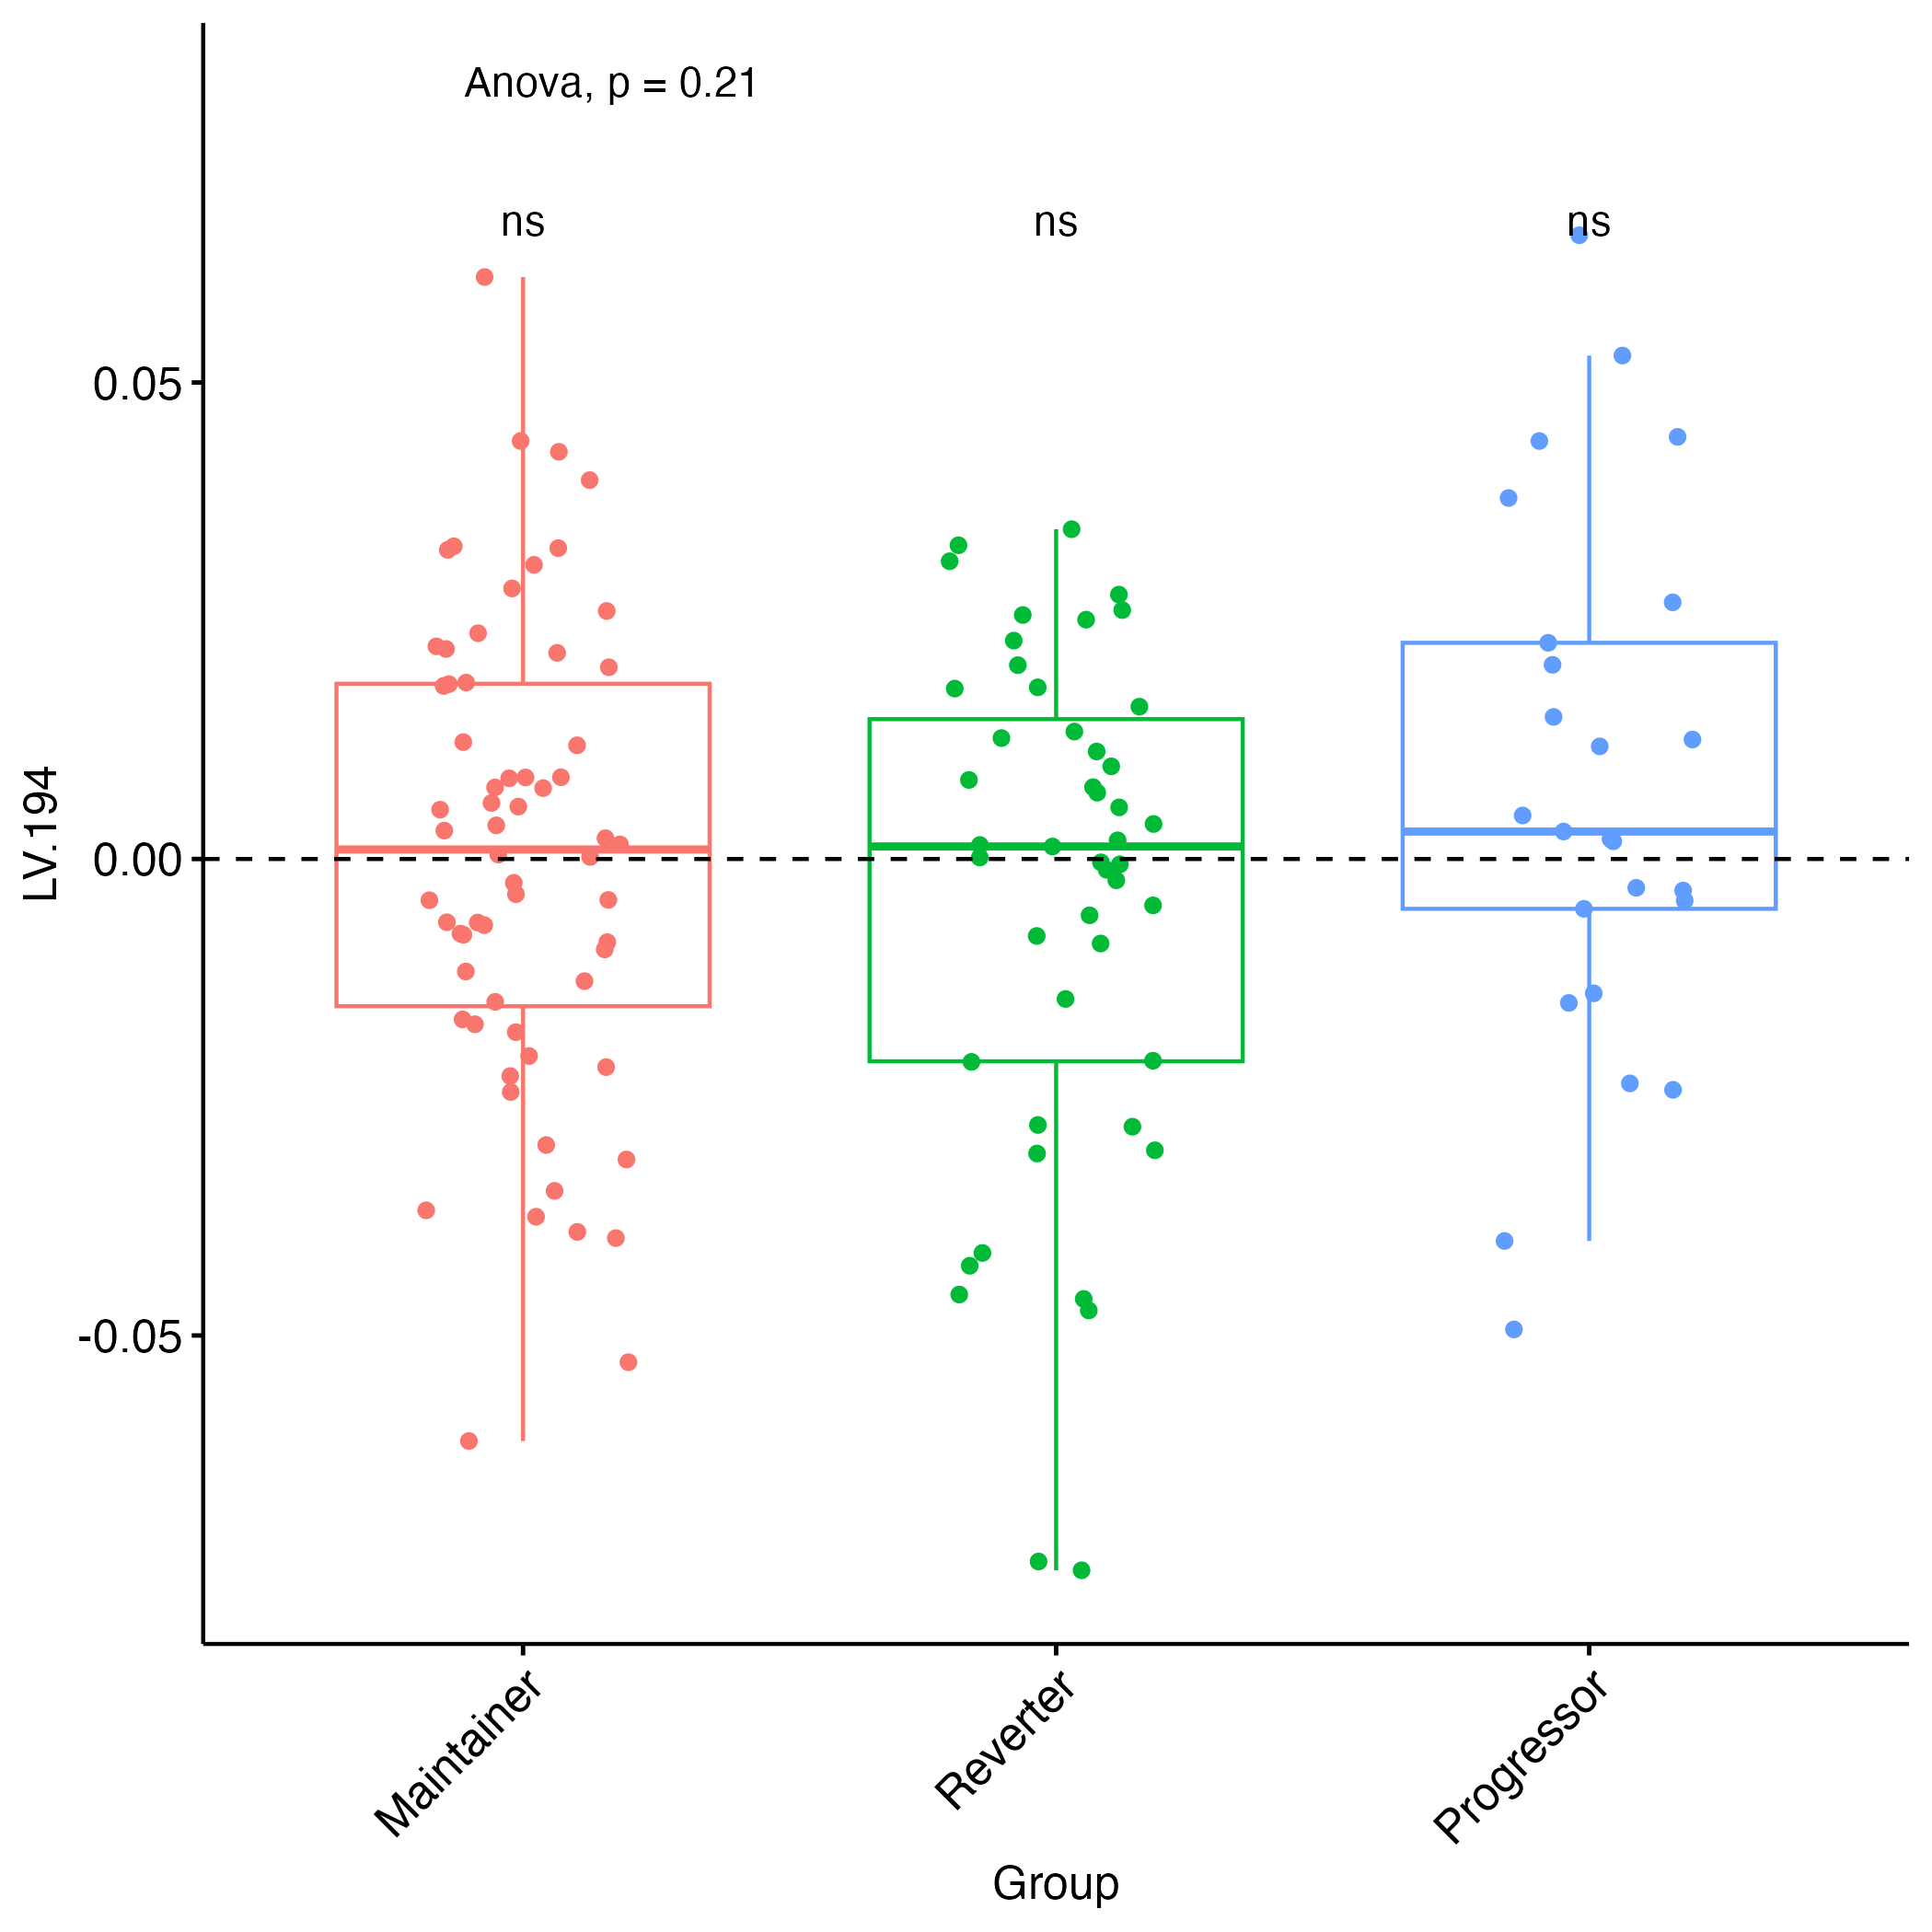 Anova, p = 0.21
ns ns ns
0.05
0.00
-0.05
LV.194
Maintainer
Reverter
Progressor
Group